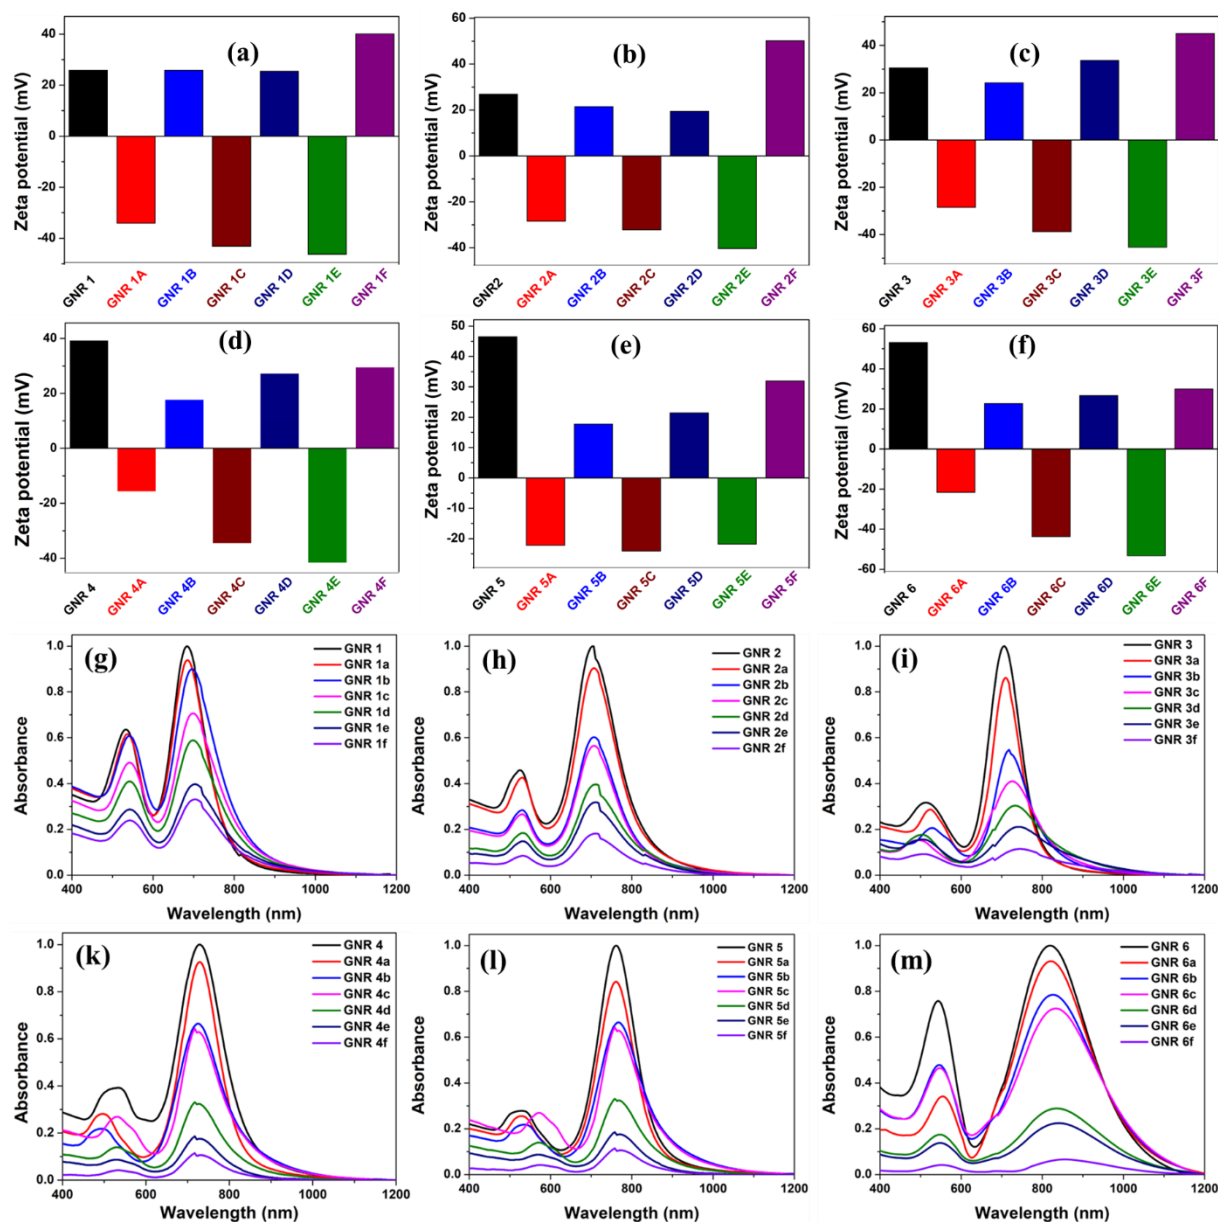 (a)
Zeta potential (mV)
40
20
0
-20
-40
GNR 1
GNR 1A
GNR 1B
GNR 1C
GNR 1D
GNR 1E
GNR 1F
(b)
Zeta potential (mV)
60
40
20
0
-20
-40
GNR2
GNR 2A
GNR 2B
GNR 2C
GNR 2D
GNR 2E
GNR 2F
(c)
Zeta potential (mV)
40
20
0
-20
-40
GNR 3
GNR 3A
GNR 3B
GNR 3C
GNR 3D
GNR 3E
GNR 3F
(d)
Zeta potential (mV)
40
20
0
-20
-40
GNR 4
GNR 4A
GNR 4B
GNR 4C
GNR 4D
GNR 4E
GNR 4F
(e)
Zeta potential (mV)
50
40
30
20
10
0
-10
-20
GNR 5
GNR 5A
GNR 5B
GNR 5C
GNR 5D
GNR 5E
GNR 5F
(f)
Zeta potential (mV)
60
40
20
0
-20
-40
-60
GNR 6
GNR 6A
GNR 6B
GNR 6C
GNR 6D
GNR 6E
GNR 6F
(g)
GNR 1
GNR 1a
GNR 1b
GNR 1c
GNR 1d
GNR 1e
GNR 1f
Absorbance
1.0
0.8
0.6
0.4
0.2
0.0
400 600 800 1000 1200
Wavelength (nm)
(h)
GNR 2
GNR 2a
GNR 2b
GNR 2c
GNR 2d
GNR 2e
GNR 2f
Absorbance
1.0
0.8
0.6
0.4
0.2
0.0
400 600 800 1000 1200
Wavelength (nm)
(i)
GNR 3
GNR 3a
GNR 3b
GNR 3c
GNR 3d
GNR 3e
GNR 3f
Absorbance
1.0
0.8
0.6
0.4
0.2
0.0
400 600 800 1000 1200
Wavelength (nm)
(k)
GNR 4
GNR 4a
GNR 4b
GNR 4c
GNR 4d
GNR 4e
GNR 4f
Absorbance
1.0
0.8
0.6
0.4
0.2
0.0
400 600 800 1000 1200
Wavelength (nm)
(l)
GNR 5
GNR 5a
GNR 5b
GNR 5c
GNR 5d
GNR 5e
GNR 5f
Absorbance
1.0
0.8
0.6
0.4
0.2
0.0
400 600 800 1000 1200
Wavelength (nm)
(m)
GNR 6
GNR 6a
GNR 6b
GNR 6c
GNR 6d
GNR 6e
GNR 6f
Absorbance
1.0
0.8
0.6
0.4
0.2
0.0
400 600 800 1000 1200
Wavelength (nm)